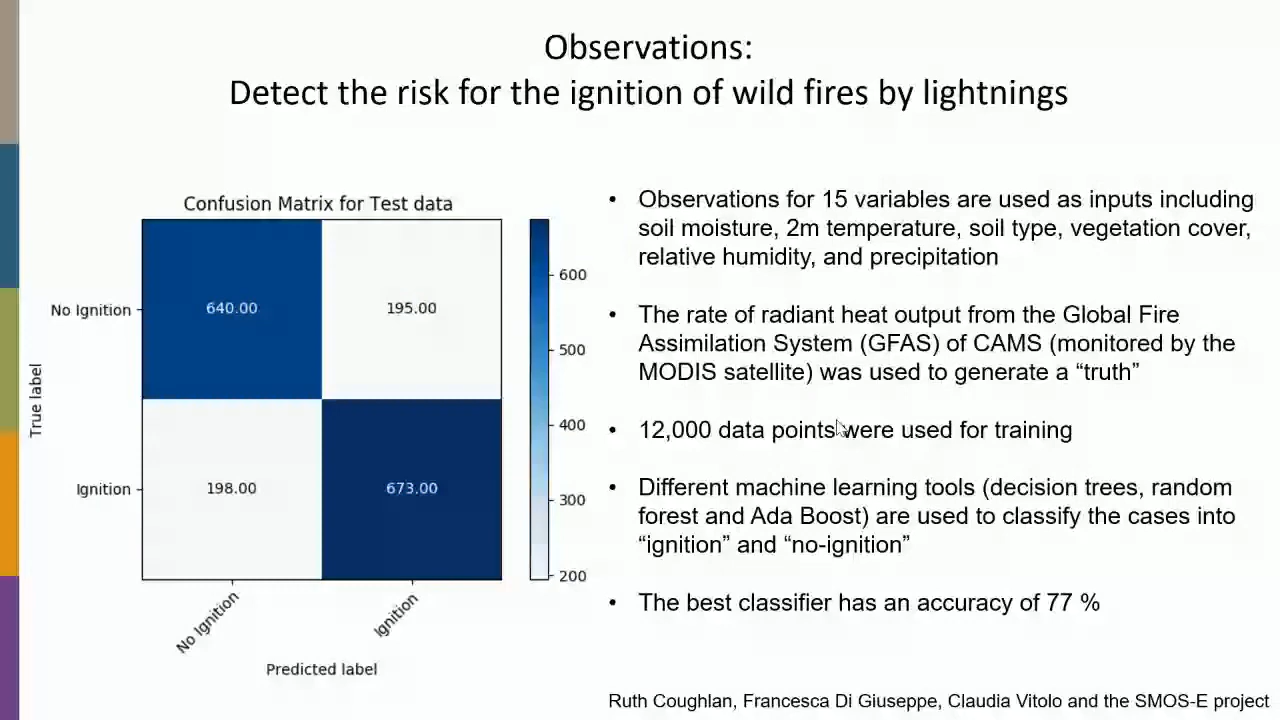 Observations:
Detect the risk for the ignition of wild fires by lightnings
Confusion Matrix for Test data
No Ignition
Ignition
True label
640.00
195.00
198.00
673.00
No Ignition
Ignition
Predicted label
600
500
400
300
200
• Observations for 15 variables are used as inputs including
soil moisture, 2m temperature, soil type, vegetation cover,
relative humidity, and precipitation
• The rate of radiant heat output from the Global Fire
Assimilation System (GFAS) of CAMS (monitored by the
MODIS satellite) was used to generate a “truth”
• 12,000 data points were used for training
• Different machine learning tools (decision trees, random
forest and Ada Boost) are used to classify the cases into
“ignition” and “no-ignition”
• The best classifier has an accuracy of 77 %
Ruth Coughlan, Francesca Di Giuseppe, Claudia Vitolo and the SMOS-E project